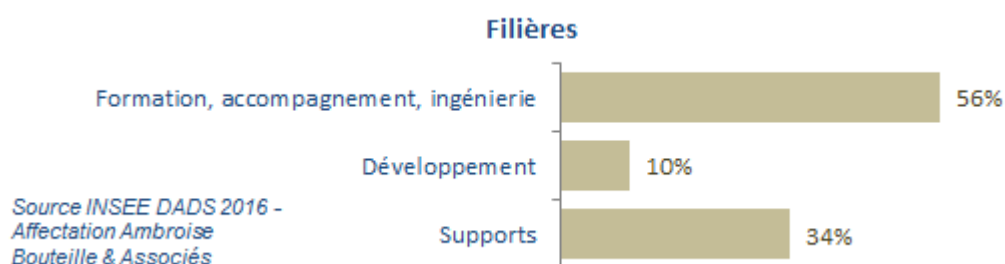 Filières
Formation, accompagnement, ingénierie
56%
Développement
10%
Supports
34%
Source INSEE DADS 2016 -
Affectation Ambroise
Bouteille & Associés